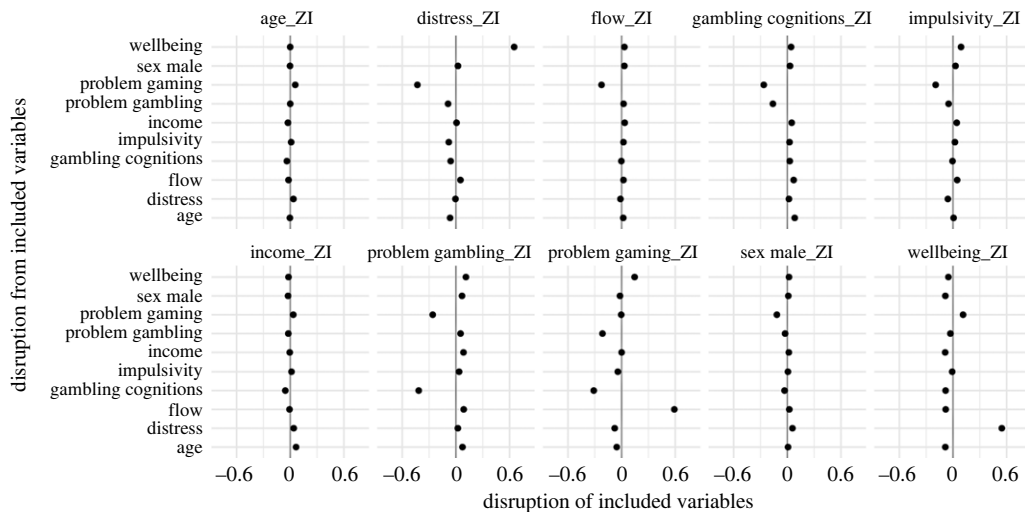 age_ZI distress_ZI flow_ZI gambling cognitions_ZI impulsivity_ZI
wellbeing
sex male
problem gaming
problem gambling
income
impulsivity
gambling cognitions
flow
distress
age
income_ZI problem gambling_ZI problem gaming_ZI sex male_ZI wellbeing_ZI
wellbeing
sex male
problem gaming
problem gambling
income
impulsivity
gambling cognitions
flow
distress
age
disruption from included variables
−0.6 0 0.6 −0.6 0 0.6 −0.6 0 0.6 −0.6 0 0.6 −0.6 0 0.6
disruption of included variables